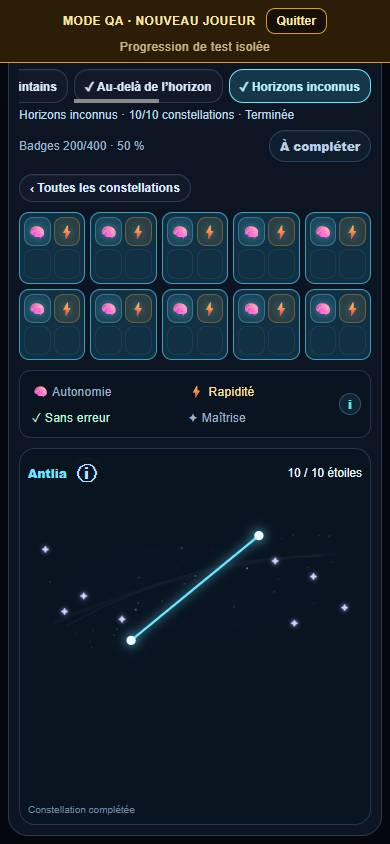 MODE QA · NOUVEAU JOUEUR Quitter
Progression de test isolée
intains ✓ Au-delà de l'horizon ✓ Horizons inconnus
Horizons inconnus · 10/10 constellations · Terminée
Badges 200/400 · 50 % À compléter
‹ Toutes les constellations
Autonomie Rapidité
✓ Sans erreur ✦ Maîtrise
i
Antlia i 10 / 10 étoiles
Constellation complétée